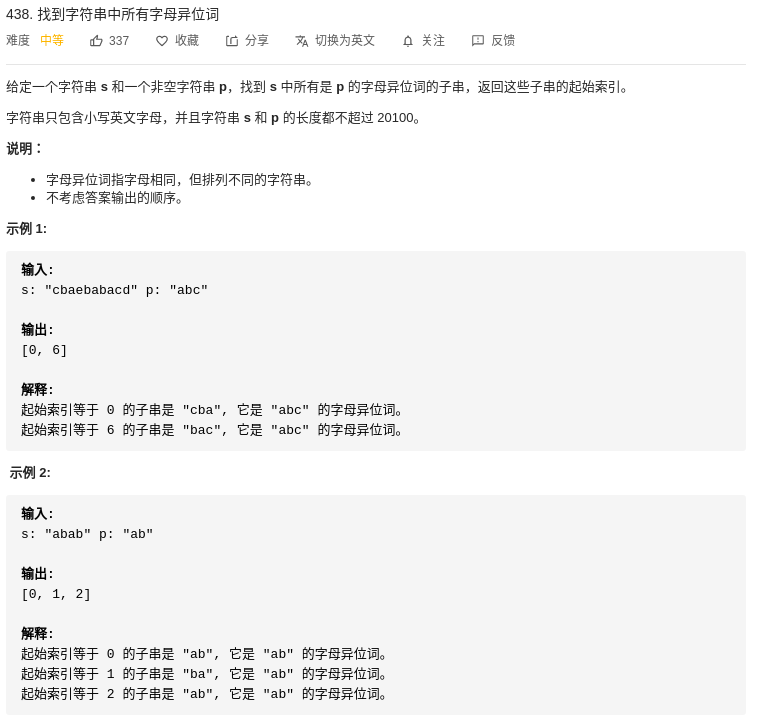 438. 找到字符串中所有字母异位词
难度 中等 337 收藏 分享 切换为英文 关注 反馈
给定一个字符串 s 和一个非空字符串 p，找到 s 中所有是 p 的字母异位词的子串，返回这些子串的起始索引。
字符串只包含小写英文字母，并且字符串 s 和 p 的长度都不超过 20100。
说明：
• 字母异位词指字母相同，但排列不同的字符串。
• 不考虑答案输出的顺序。
示例 1:
输入:
s: "cbaebabacd" p: "abc"
输出:
[0, 6]
解释:
起始索引等于 0 的子串是 "cba", 它是 "abc" 的字母异位词。
起始索引等于 6 的子串是 "bac", 它是 "abc" 的字母异位词。
示例 2:
输入:
s: "abab" p: "ab"
输出:
[0, 1, 2]
解释:
起始索引等于 0 的子串是 "ab", 它是 "ab" 的字母异位词。
起始索引等于 1 的子串是 "ba", 它是 "ab" 的字母异位词。
起始索引等于 2 的子串是 "ab", 它是 "ab" 的字母异位词。